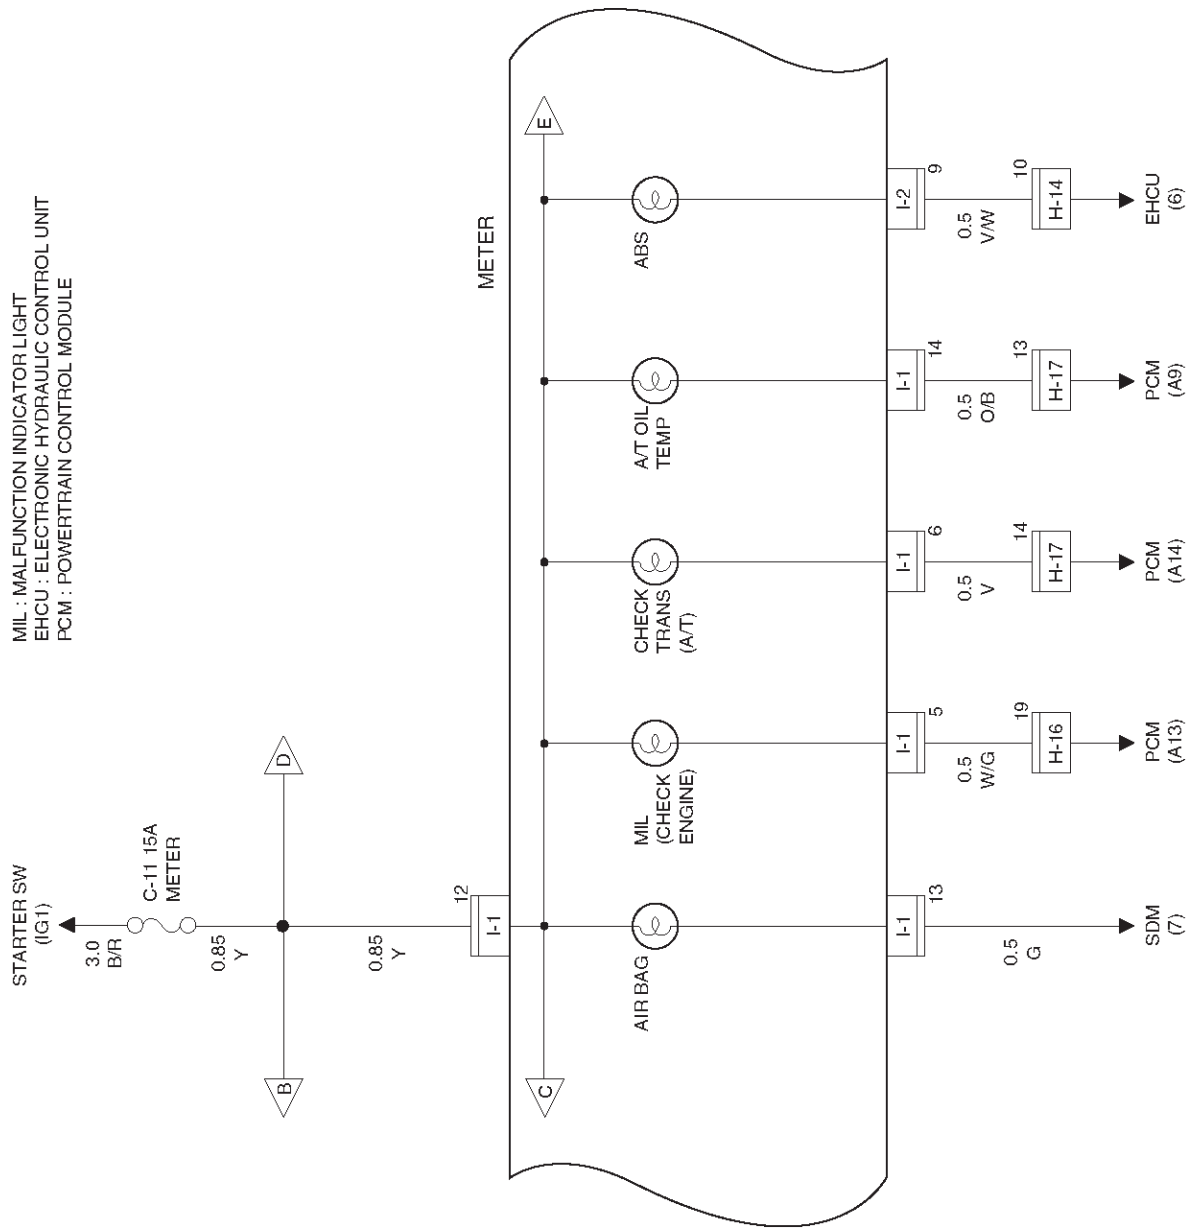 MIL : MALFUNCTION INDICATOR LIGHT
EHCU : ELECTRONIC HYDRAULIC CONTROL UNIT
PCM : POWERTRAIN CONTROL MODULE
STARTER SW
(IG1)
3.0
B/R
C-11 15A
METER
0.85
Y
B
D
0.85
Y
12
I-1
METER
C
E
AIR BAG
MIL
(CHECK
ENGINE)
CHECK
TRANS
(A/T)
A/T OIL
TEMP
ABS
I-1
13
I-1
5
I-1
6
I-1
14
I-2
9
0.5
G
0.5
W/G
0.5
V
0.5
O/B
0.5
V/W
19
H-16
14
H-17
13
H-17
10
H-14
SDM
(7)
PCM
(A13)
PCM
(A14)
PCM
(A9)
EHCU
(6)